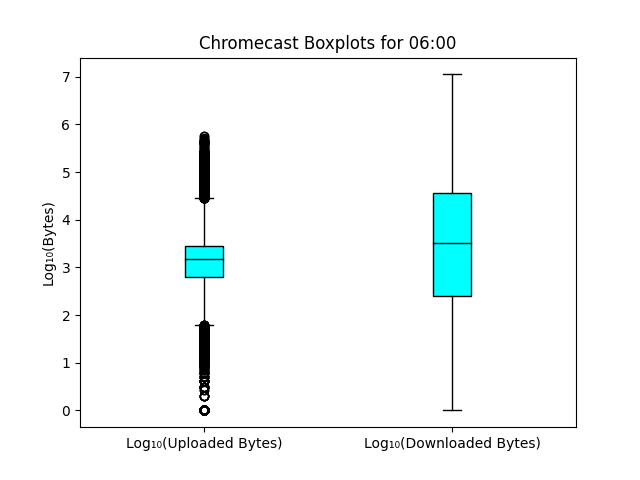 Chromecast Boxplots for 06:00
Log₁₀(Bytes)
7
6
5
4
3
2
1
0
Log₁₀(Uploaded Bytes)
Log₁₀(Downloaded Bytes)